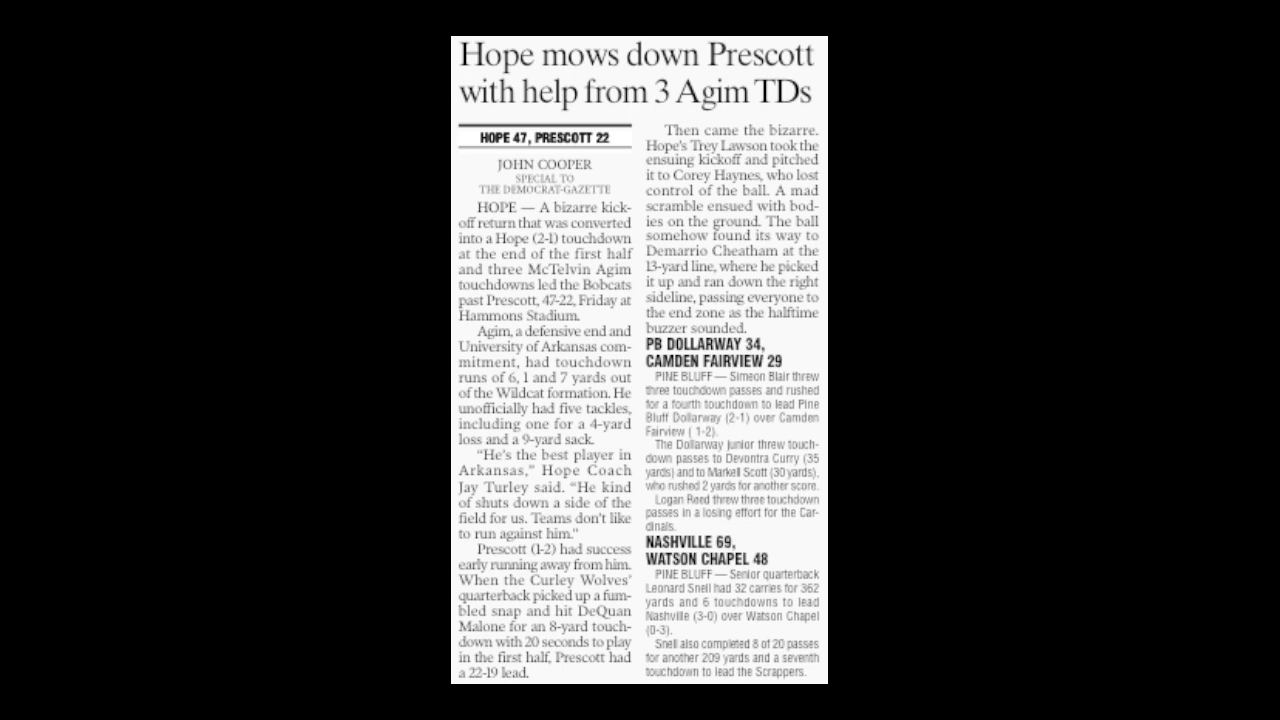 Hope mows down Prescott
with help from 3 Agim TDs
HOPE 47, PRESCOTT 22
JOHN COOPER
SPECIAL TO
THE DEMOCRAT-GAZETTE
HOPE — A bizarre kick-
off return that was converted
into a Hope (2-1) touchdown
at the end of the first half
and three McTelvin Agim
touchdowns led the Bobcats
past Prescott, 47-22, Friday at
Hammons Stadium.
Agim, a defensive end and
University of Arkansas com-
mitment, had touchdown
runs of 6, 1 and 7 yards out
of the Wildcat formation. He
unofficially had five tackles,
including one for a 4-yard
loss and a 9-yard sack.
“He’s the best player in
Arkansas,” Hope Coach
Jay Turley said. “He kind
of shuts down a side of the
field for us. Teams don’t like
to run against him.”
Prescott (1-2) had success
early running away from him.
When the Curley Wolves’
quarterback picked up a fum-
bled snap and hit DeQuan
Malone for an 8-yard touch-
down with 20 seconds to play
in the first half, Prescott had
a 22-19 lead.
Then came the bizarre.
Hope’s Trey Lawson took the
ensuing kickoff and pitched
it to Corey Haynes, who lost
control of the ball. A mad
scramble ensued with bod-
ies on the ground. The ball
somehow found its way to
Demarrio Cheatham at the
13-yard line, where he picked
it up and ran down the right
sideline, passing everyone to
the end zone as the halftime
buzzer sounded.
PB DOLLARWAY 34,
CAMDEN FAIRVIEW 29
PINE BLUFF — Simeon Blair threw
three touchdown passes and rushed
for a fourth touchdown to lead Pine
Bluff Dollarway (2-1) over Camden
Fairview ( 1-2).
The Dollarway junior threw touch-
down passes to Devontra Curry (35
yards) and to Markell Scott (30 yards),
who rushed 2 yards for another score.
Logan Reed threw three touchdown
passes in a losing effort for the Car-
dinals.
NASHVILLE 69,
WATSON CHAPEL 48
PINE BLUFF — Senior quarterback
Leonard Snell had 32 carries for 362
yards and 6 touchdowns to lead
Nashville (3-0) over Watson Chapel
(0-3).
Snell also completed 8 of 20 passes
for another 209 yards and a seventh
touchdown to lead the Scrappers.